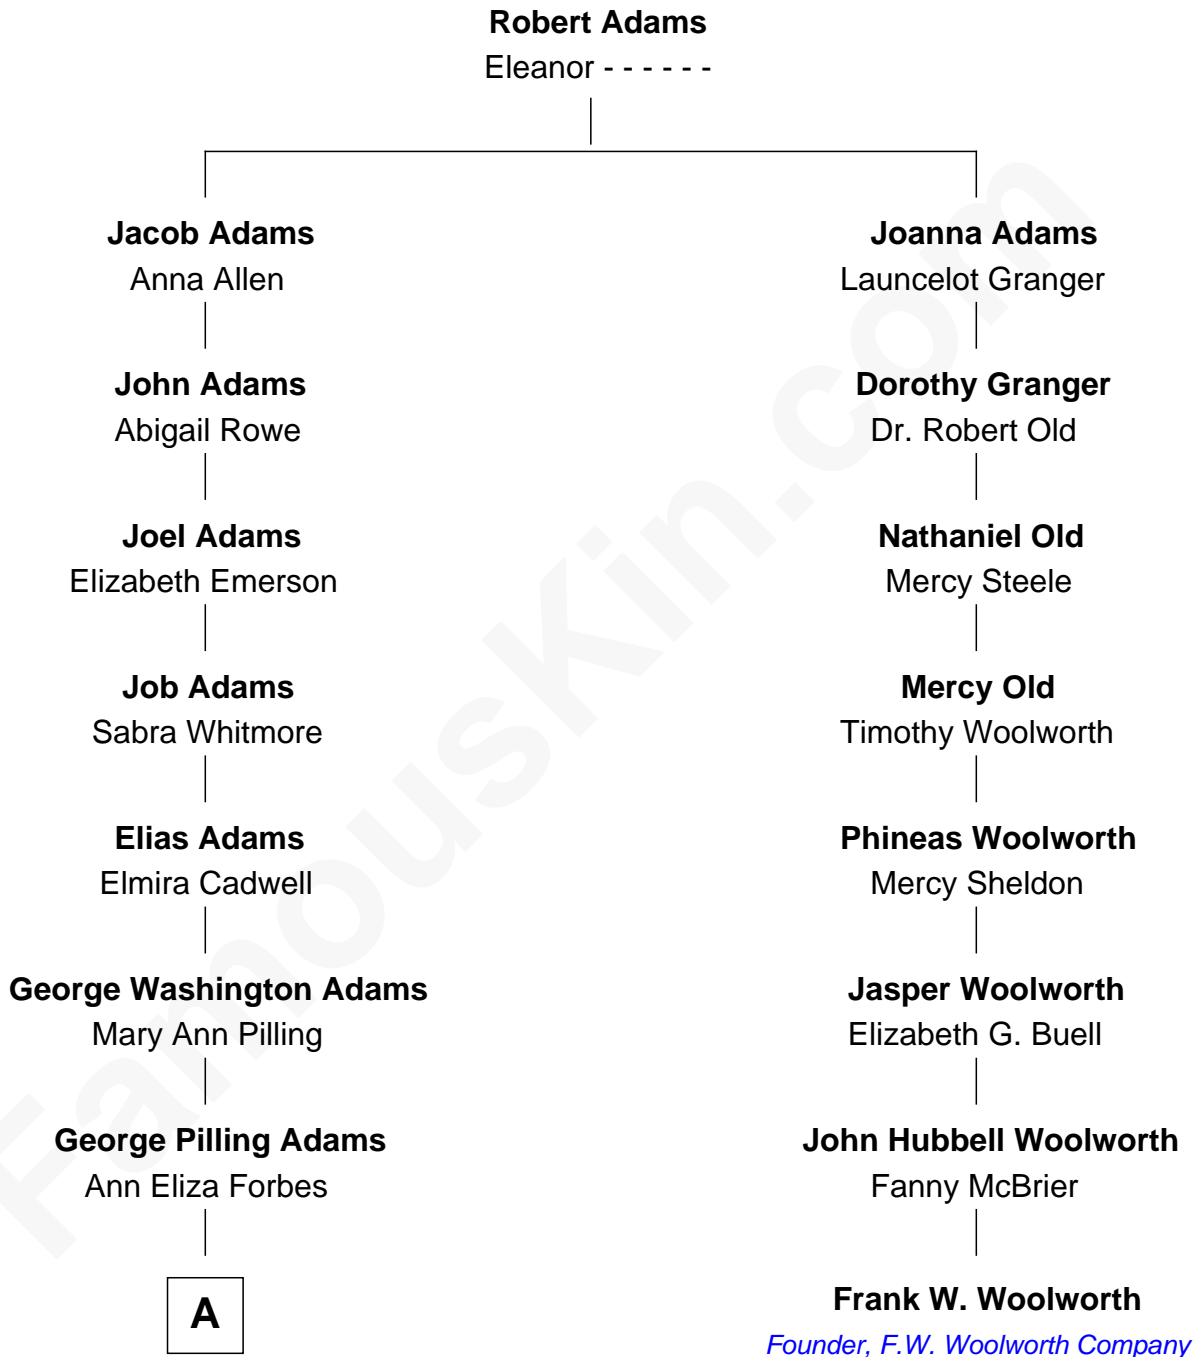 Robert Adams
Eleanor - - - - - -
Jacob Adams
Anna Allen
Joanna Adams
Launcelot Granger
John Adams
Abigail Rowe
Dorothy Granger
Dr. Robert Old
Joel Adams
Elizabeth Emerson
Nathaniel Old
Mercy Steele
Job Adams
Sabra Whitmore
Mercy Old
Timothy Woolworth
Elias Adams
Elmira Cadwell
Phineas Woolworth
Mercy Sheldon
George Washington Adams
Mary Ann Pilling
Jasper Woolworth
Elizabeth G. Buell
George Pilling Adams
Ann Eliza Forbes
John Hubbell Woolworth
Fanny McBrier
A
Frank W. Woolworth
Founder, F.W. Woolworth Company
FamousKin.com